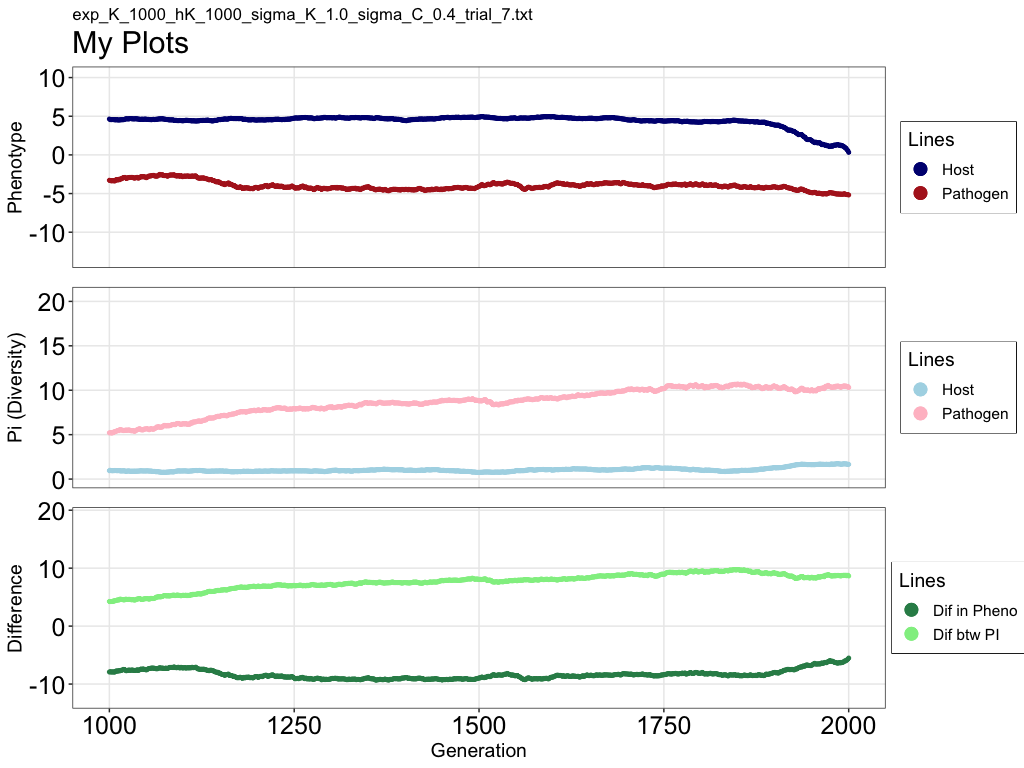 exp_K_1000_hK_1000_sigma_K_1.0_sigma_C_0.4_trial_7.txt
My Plots
Phenotype
10
5
0
-5
-10
Lines
Host
Pathogen
Pi (Diversity)
20
15
10
5
0
Lines
Host
Pathogen
Difference
20
10
0
-10
Lines
Dif in Pheno
Dif btw PI
1000 1250 1500 1750 2000
Generation